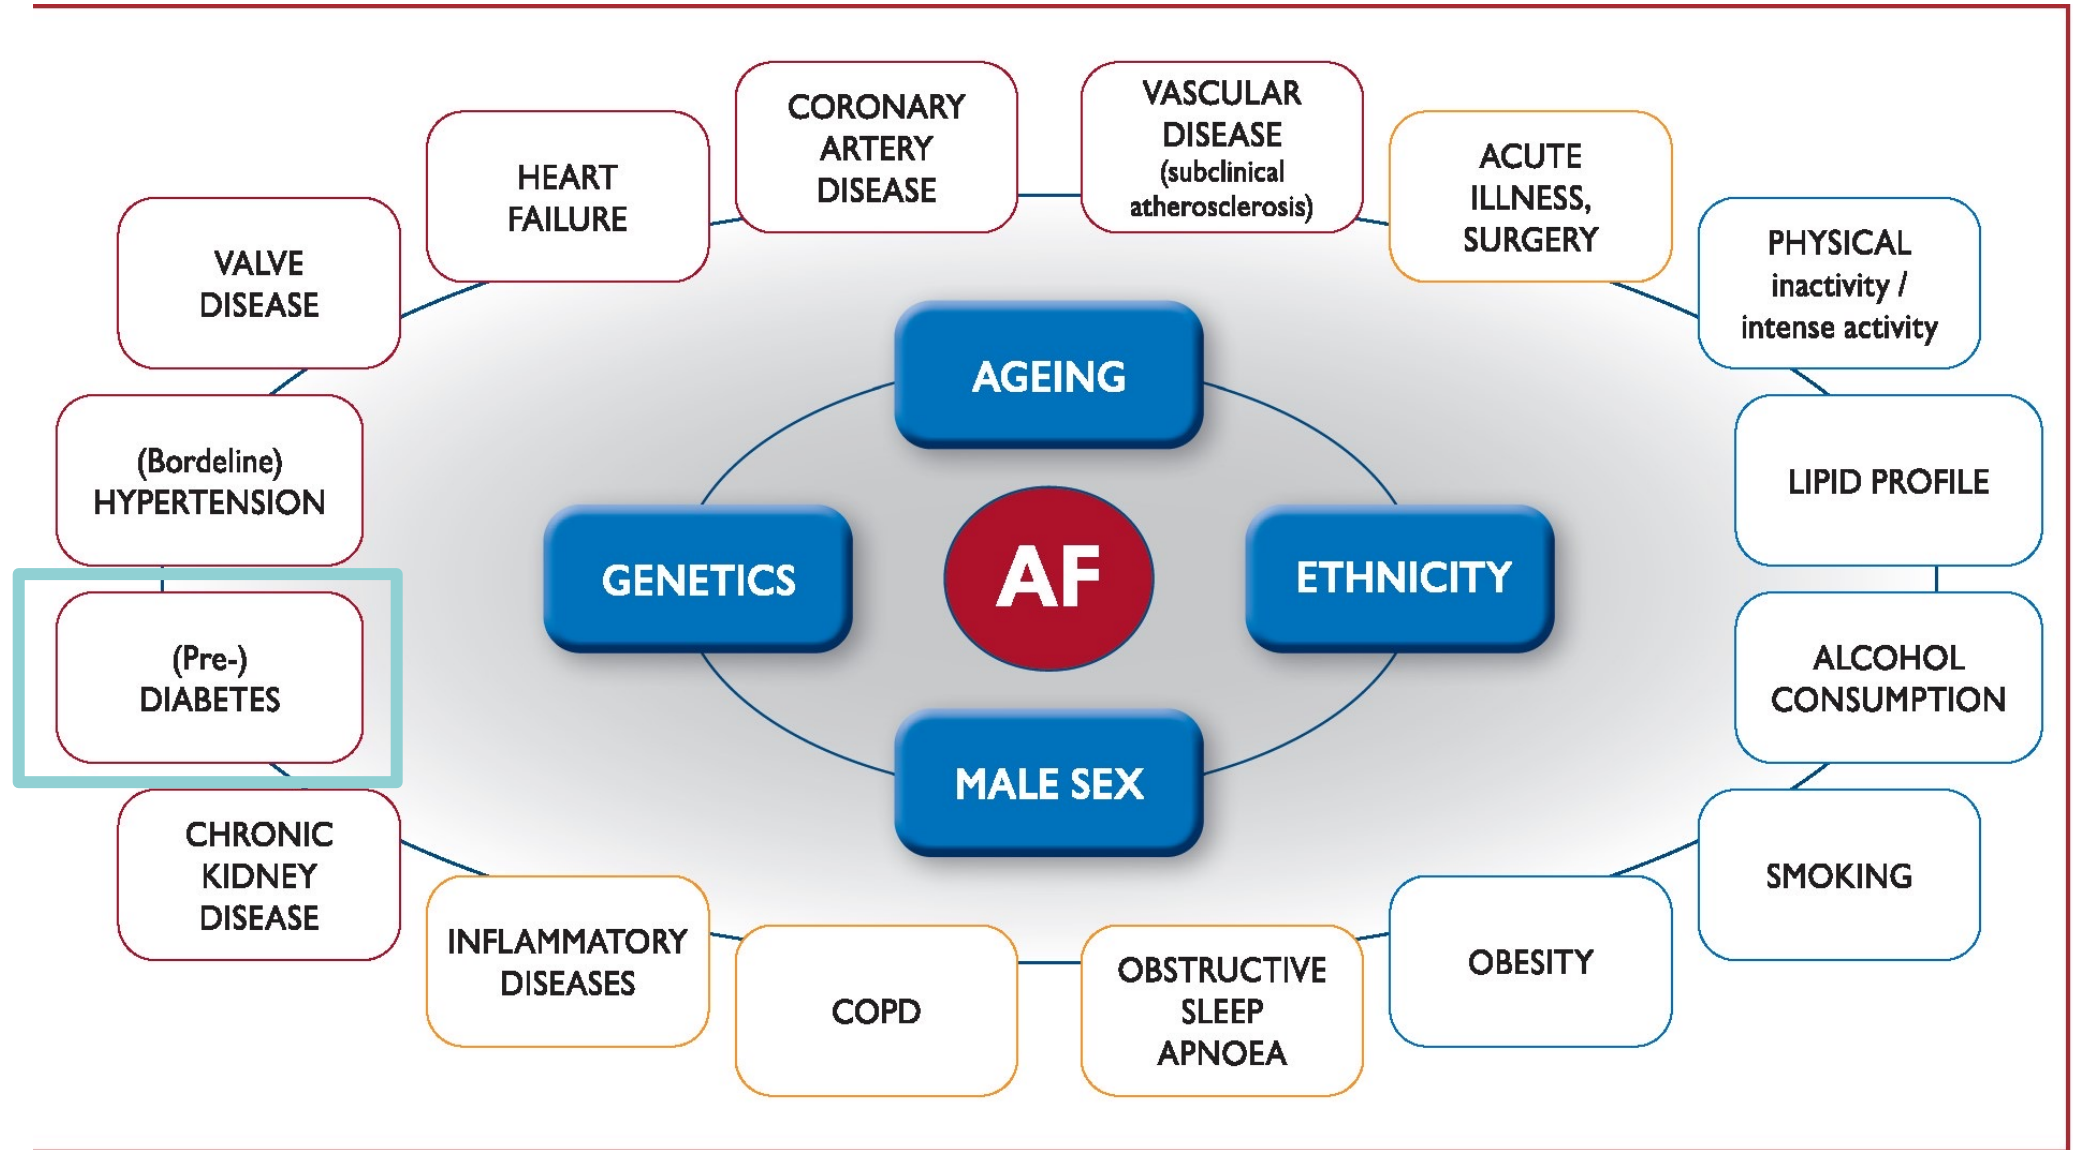 CORONARY
ARTERY
DISEASE
VASCULAR
DISEASE
(subclinical
atherosclerosis)
HEART
FAILURE
ACUTE
ILLNESS,
SURGERY
VALVE
DISEASE
PHYSICAL
inactivity /
intense activity
AGEING
(Bordeline)
HYPERTENSION
LIPID PROFILE
GENETICS
AF
ETHNICITY
(Pre-)
DIABETES
ALCOHOL
CONSUMPTION
MALE SEX
CHRONIC
KIDNEY
DISEASE
SMOKING
INFLAMMATORY
DISEASES
COPD
OBSTRUCTIVE
SLEEP
APNOEA
OBESITY